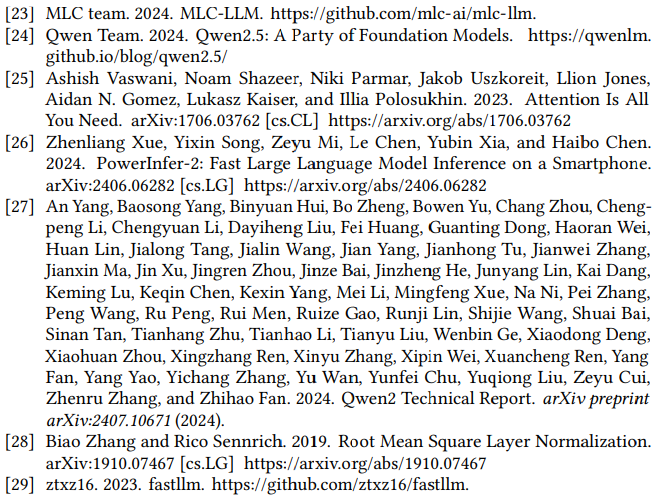 [23] MLC team. 2024. MLC-LLM. https://github.com/mlc-ai/mlc-llm.
[24] Qwen Team. 2024. Qwen2.5: A Party of Foundation Models. https://qwenlm.
github.io/blog/qwen2.5/
[25] Ashish Vaswani, Noam Shazeer, Niki Parmar, Jakob Uszkoreit, Llion Jones,
Aidan N. Gomez, Lukasz Kaiser, and Illia Polosukhin. 2023. Attention Is All
You Need. arXiv:1706.03762 [cs.CL] https://arxiv.org/abs/1706.03762
[26] Zhenliang Xue, Yixin Song, Zeyu Mi, Le Chen, Yubin Xia, and Haibo Chen.
2024. PowerInfer-2: Fast Large Language Model Inference on a Smartphone.
arXiv:2406.06282 [cs.LG] https://arxiv.org/abs/2406.06282
[27] An Yang, Baosong Yang, Binyuan Hui, Bo Zheng, Bowen Yu, Chang Zhou, Cheng-
peng Li, Chengyuan Li, Dayiheng Liu, Fei Huang, Guanting Dong, Haoran Wei,
Huan Lin, Jialong Tang, Jialin Wang, Jian Yang, Jianhong Tu, Jianwei Zhang,
Jianxin Ma, Jin Xu, Jingren Zhou, Jinze Bai, Jinzheng He, Junyang Lin, Kai Dang,
Keming Lu, Keqin Chen, Kexin Yang, Mei Li, Mingfeng Xue, Na Ni, Pei Zhang,
Peng Wang, Ru Peng, Rui Men, Ruize Gao, Runji Lin, Shijie Wang, Shuai Bai,
Sinan Tan, Tianhang Zhu, Tianhao Li, Tianyu Liu, Wenbin Ge, Xiaodong Deng,
Xiaohuan Zhou, Xingzhang Ren, Xinyu Zhang, Xipin Wei, Xuancheng Ren, Yang
Fan, Yang Yao, Yichang Zhang, Yu Wan, Yunfei Chu, Yuqiong Liu, Zeyu Cui,
Zhenru Zhang, and Zhihao Fan. 2024. Qwen2 Technical Report. arXiv preprint
arXiv:2407.10671 (2024).
[28] Biao Zhang and Rico Sennrich. 2019. Root Mean Square Layer Normalization.
arXiv:1910.07467 [cs.LG] https://arxiv.org/abs/1910.07467
[29] ztxz16. 2023. fastllm. https://github.com/ztxz16/fastllm.